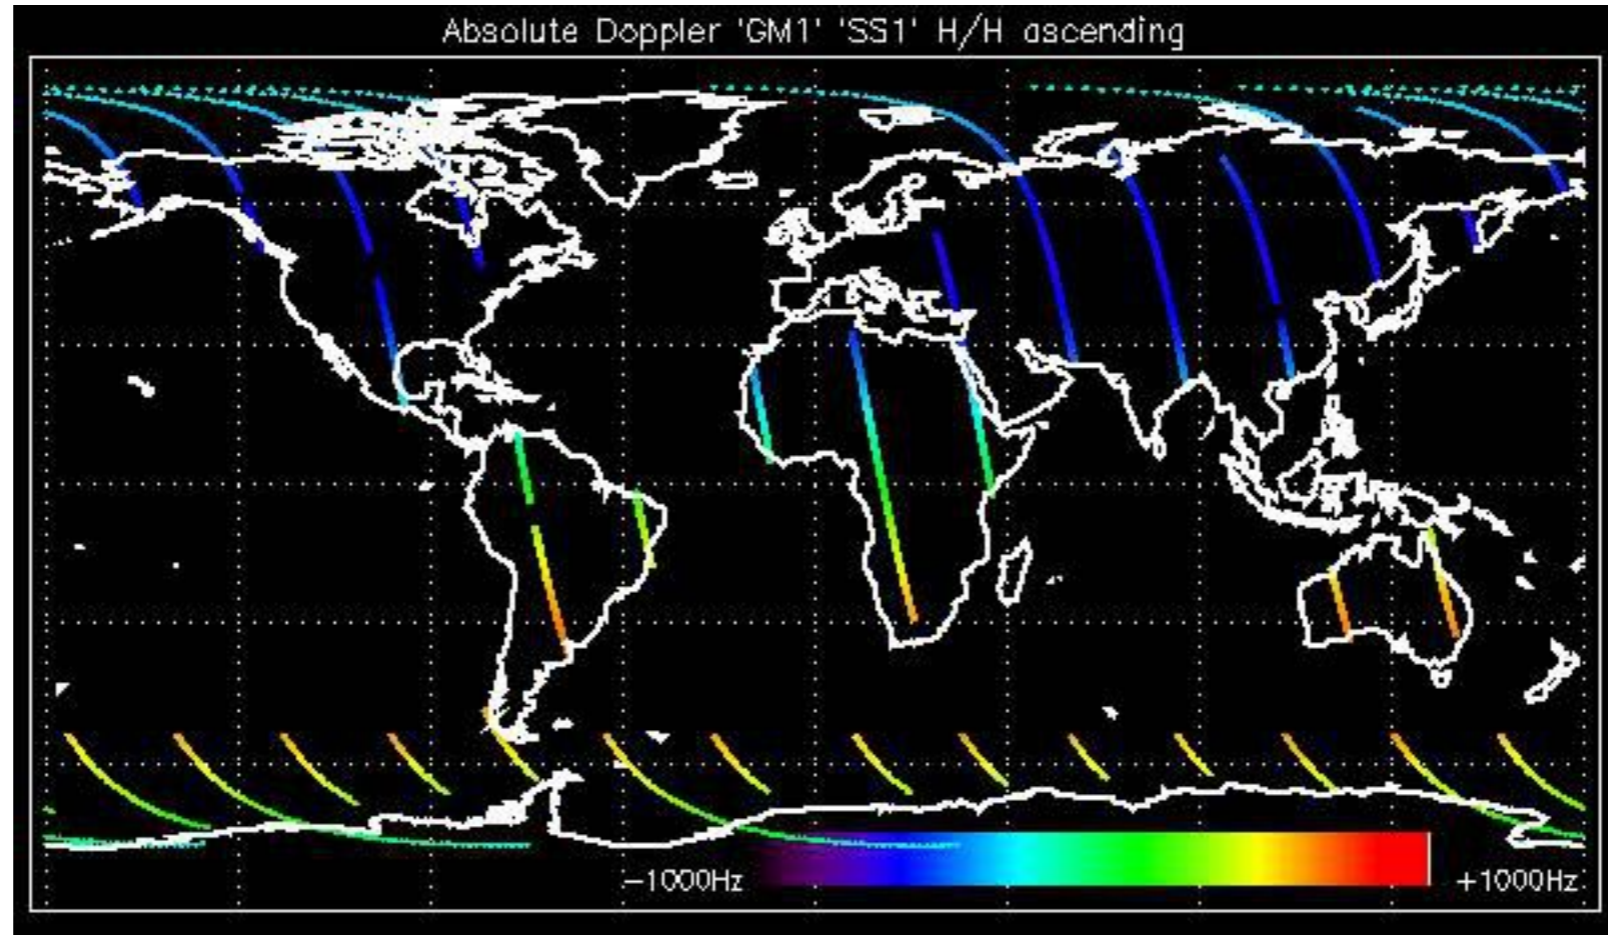 Absolute Doppler 'GM1' 'SS1' H/H ascending
−1000Hz
+1000Hz